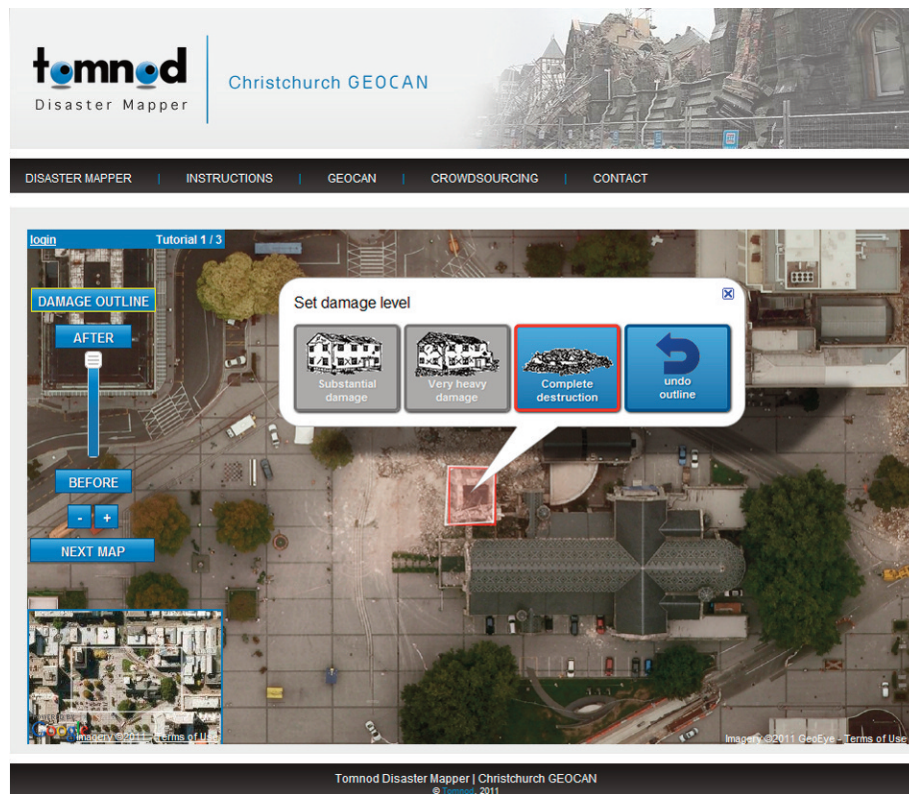 tomnod
Disaster Mapper
Christchurch GEOCAN
DISASTER MAPPER | INSTRUCTIONS | GEOCAN | CROWDSOURCING | CONTACT
login Tutorial 1 / 3
DAMAGE OUTLINE
AFTER
BEFORE
- +
NEXT MAP
Set damage level
Substantial
damage
Very heavy
damage
Complete
destruction
undo
outline
Google
Imagery ©2011 - Terms of Use
Imagery ©2011 GeoEye - Terms of Use
Tomnod Disaster Mapper | Christchurch GEOCAN
© Tomnod, 2011